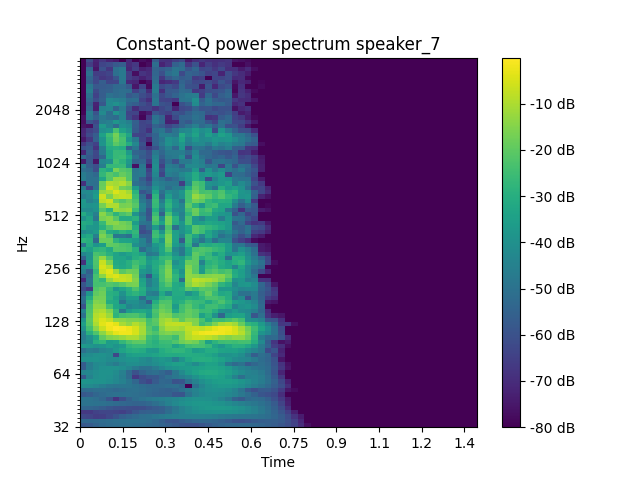 Constant-Q power spectrum speaker_7
Hz
2048
1024
512
256
128
64
32
0 0.15 0.3 0.45 0.6 0.75 0.9 1.1 1.2 1.4
Time
-10 dB
-20 dB
-30 dB
-40 dB
-50 dB
-60 dB
-70 dB
-80 dB